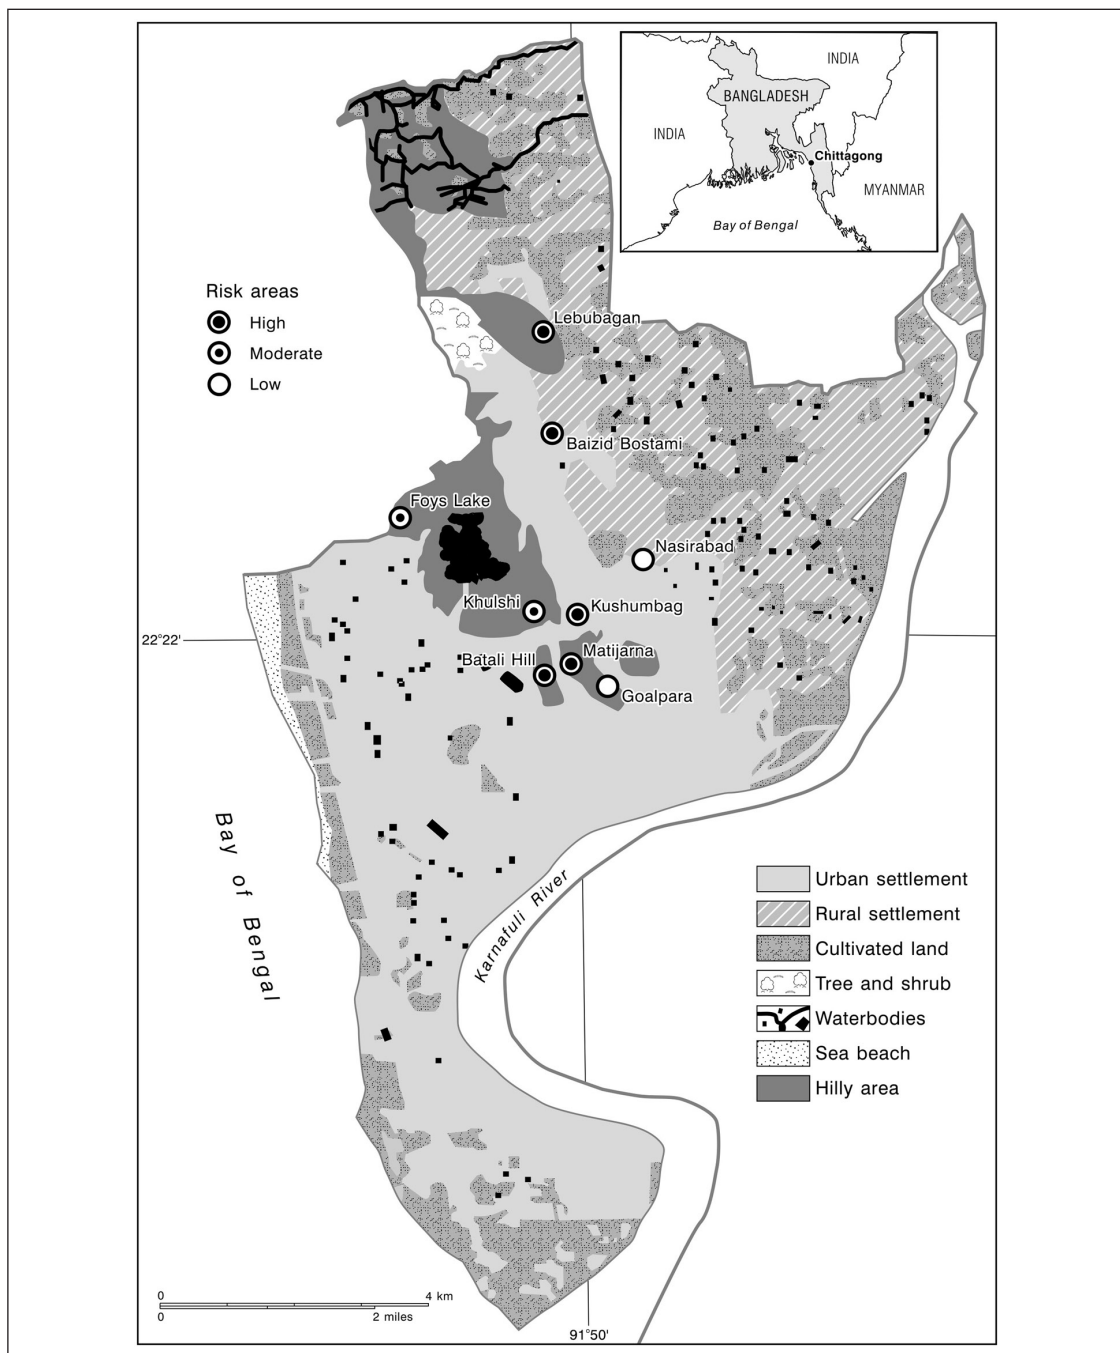 INDIA
BANGLADESH
INDIA
Chittagong
MYANMAR
Bay of Bengal
Risk areas
High
Moderate
Low
Lebubagan
Baizid Bostami
Foys Lake
Nasirabad
Khulshi
Kushumbag
22°22'
Matijarna
Batali Hill
Goalpara
Bay of Bengal
Karnafuli River
Urban settlement
Rural settlement
Cultivated land
Tree and shrub
Waterbodies
Sea beach
Hilly area
0 4 km
0 2 miles
91°50'